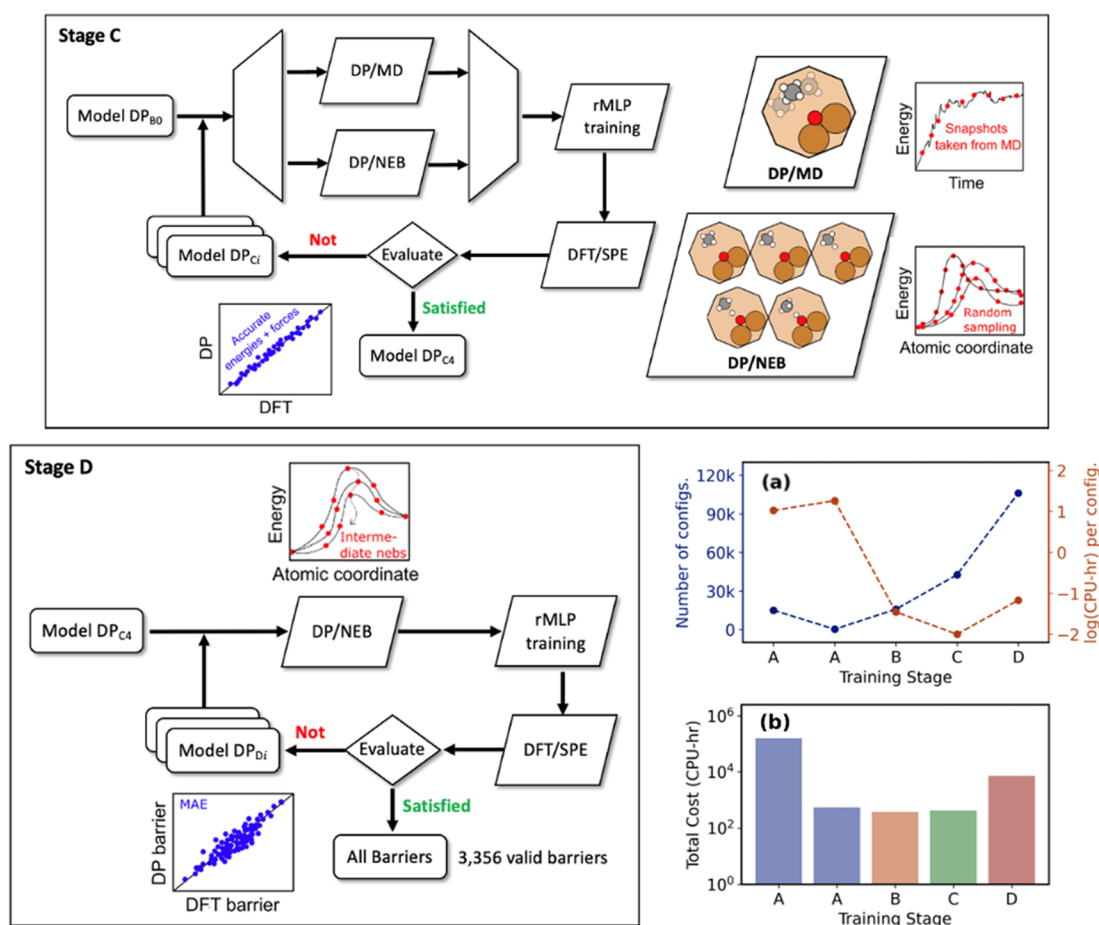 Stage C
Model DP_B0
DP/MD
DP/NEB
rMLP
training
DFT/SPE
Evaluate
Not
Satisfied
Model DP_Ci
Model DP_C4
DP
Accurate
energies + forces
DFT
DP/MD
Energy
Snapshots
taken from MD
Time
DP/NEB
Energy
Random
sampling
Atomic coordinate
Stage D
Energy
Interme-
diate nebs
Atomic coordinate
Model DP_C4
DP/NEB
rMLP
training
DFT/SPE
Evaluate
Not
Satisfied
Model DP_Di
DP barrier
MAE
DFT barrier
All Barriers
3,356 valid barriers
(a)
Number of configs.
120k
90k
60k
30k
0
log(CPU-hr) per config.
2
1
0
−1
−2
A A B C D
Training Stage
(b)
Total Cost (CPU-hr)
10^6
10^4
10^2
10^0
A A B C D
Training Stage